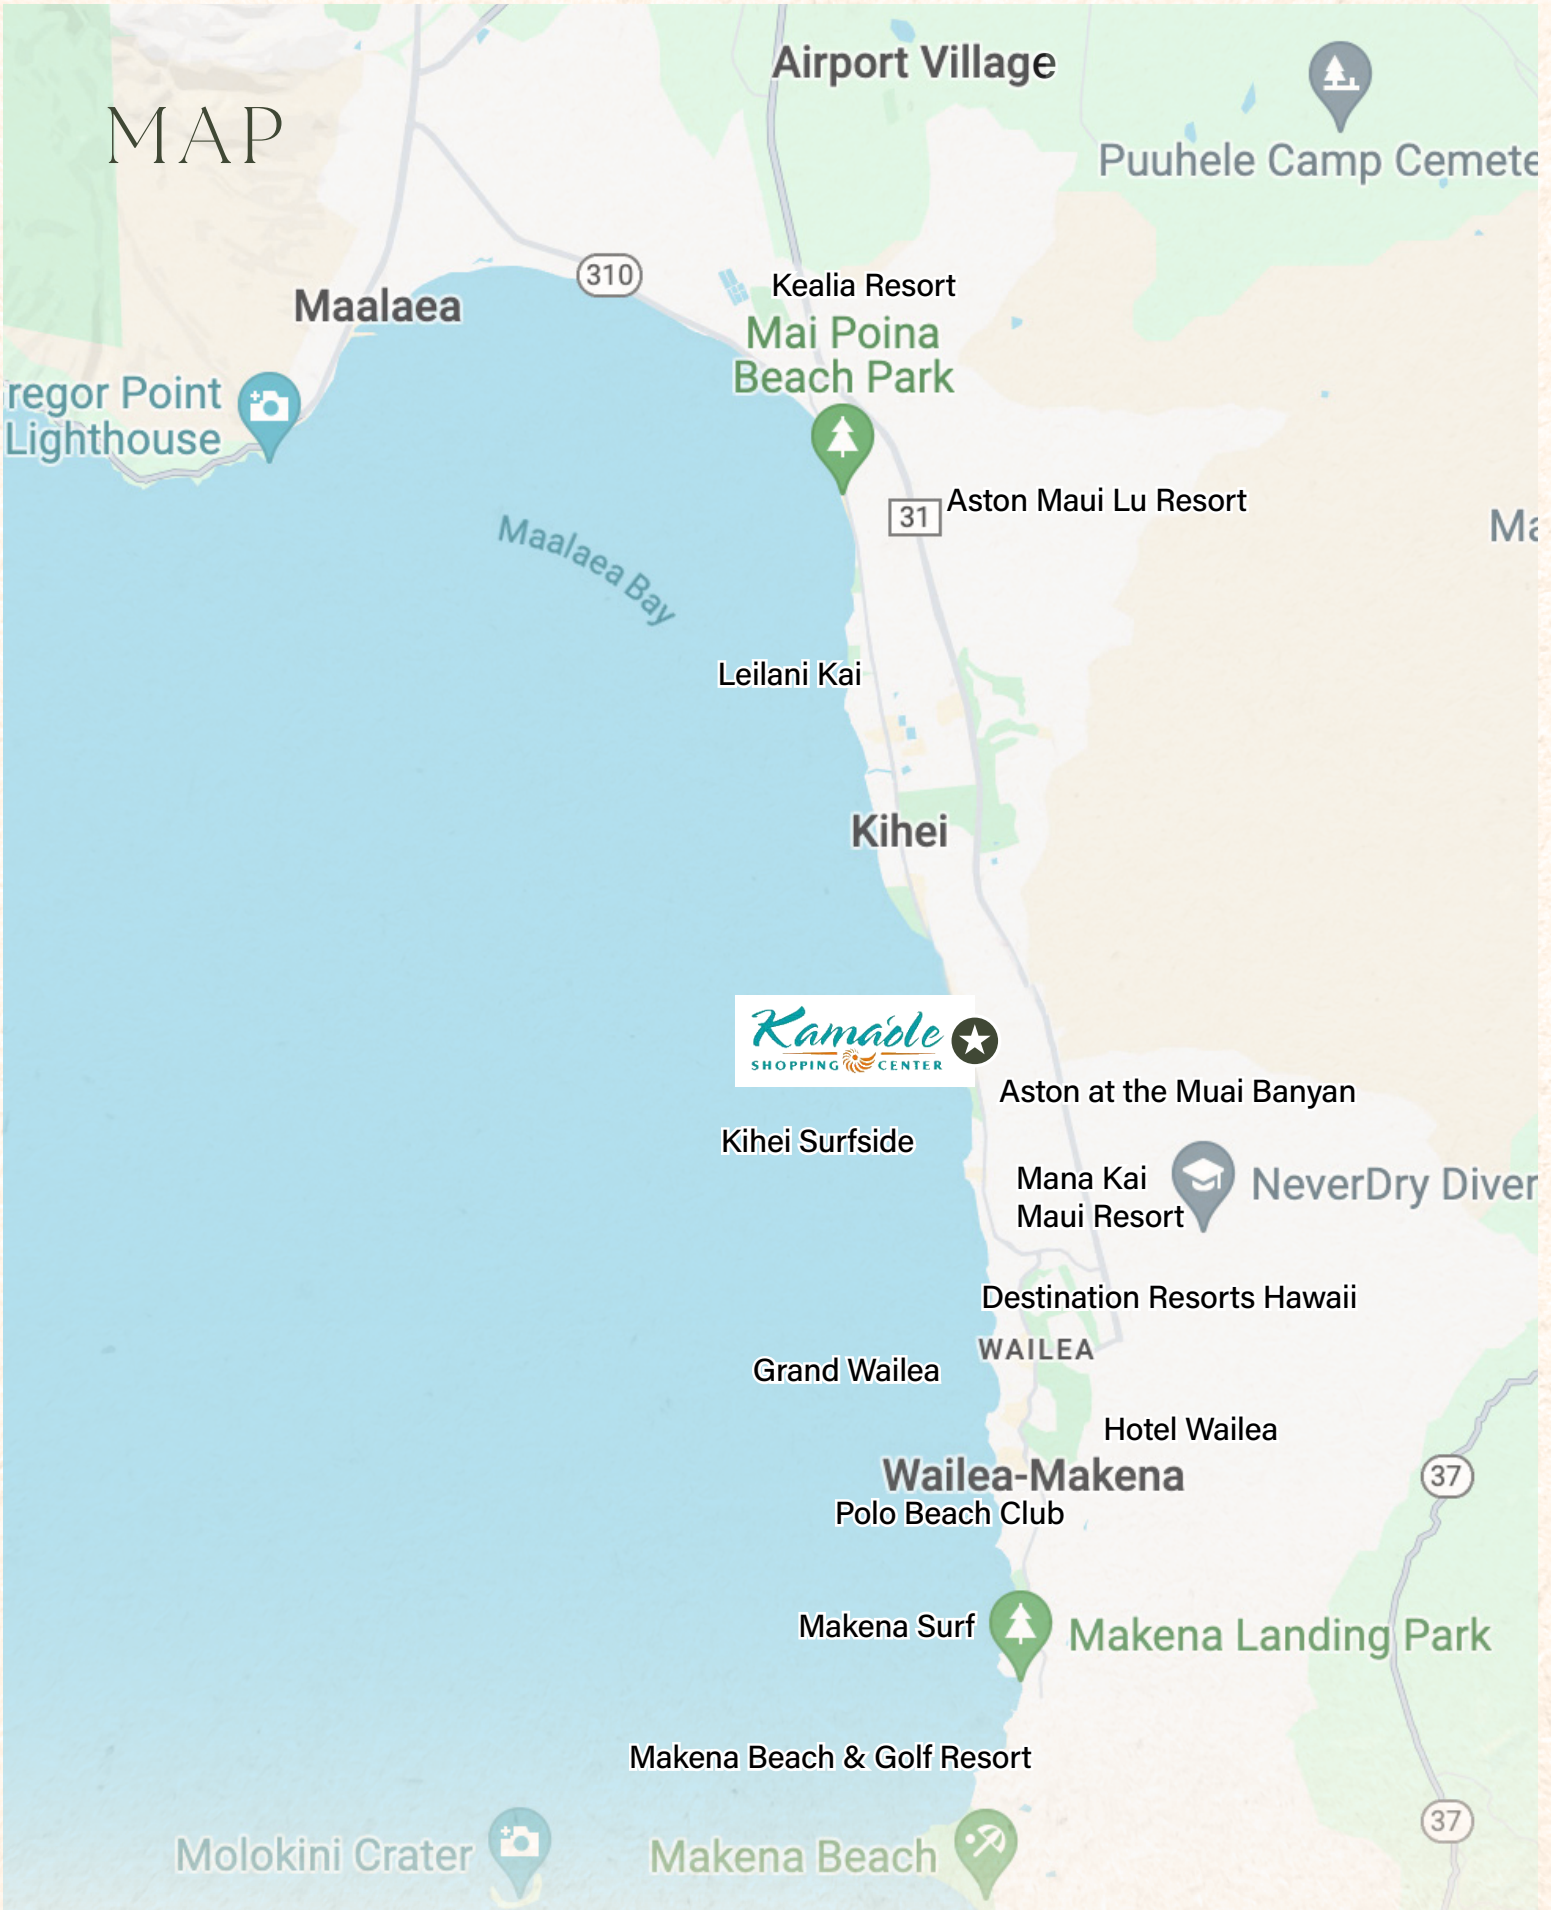 Airport Village
MAP
Puuhele Camp Cemete
310
Kealia Resort
Maalaea
Mai Poina
Beach Park
regor Point
Lighthouse
31
Aston Maui Lu Resort
Ma
Maalaea Bay
Leilani Kai
Kihei
Kama'ole
SHOPPING CENTER
Aston at the Muai Banyan
Kihei Surfside
Mana Kai
Maui Resort
NeverDry Diver
Destination Resorts Hawaii
WAILEA
Grand Wailea
Hotel Wailea
Wailea-Makena
37
Polo Beach Club
Makena Surf
Makena Landing Park
Makena Beach & Golf Resort
37
Molokini Crater
Makena Beach